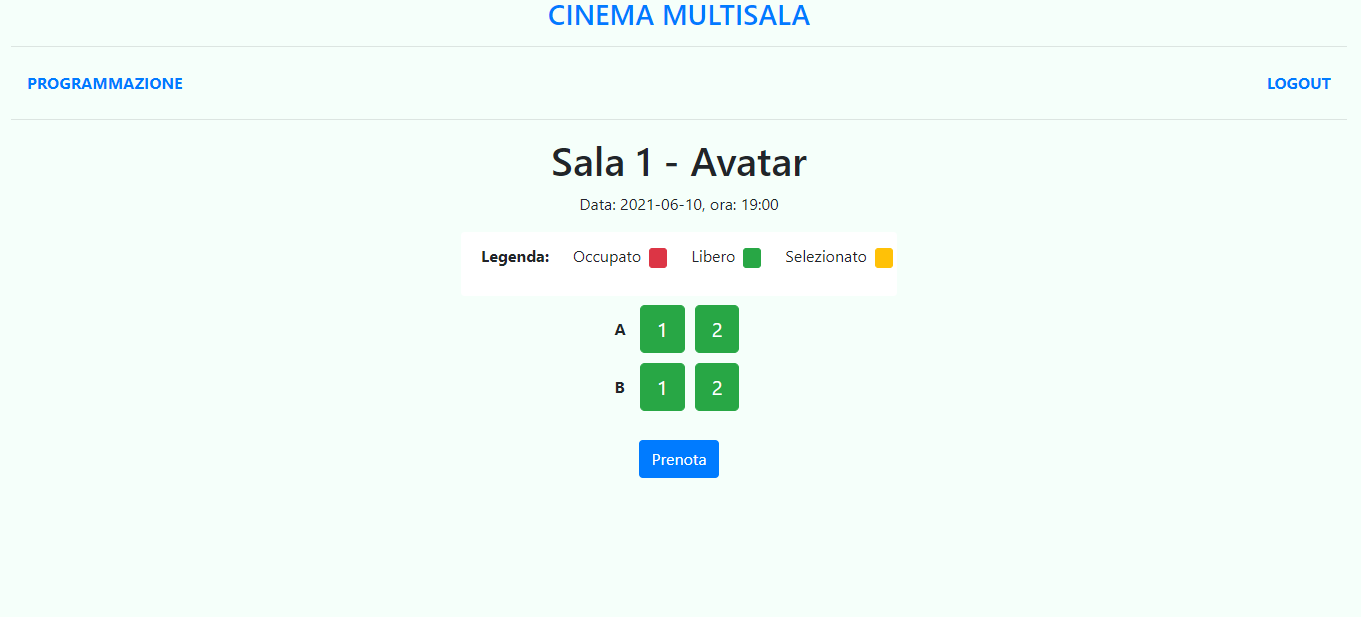 CINEMA MULTISALA
PROGRAMMAZIONE LOGOUT
Sala 1 - Avatar
Data: 2021-06-10, ora: 19:00
Legenda: Occupato Libero Selezionato
A 1 2
B 1 2
Prenota